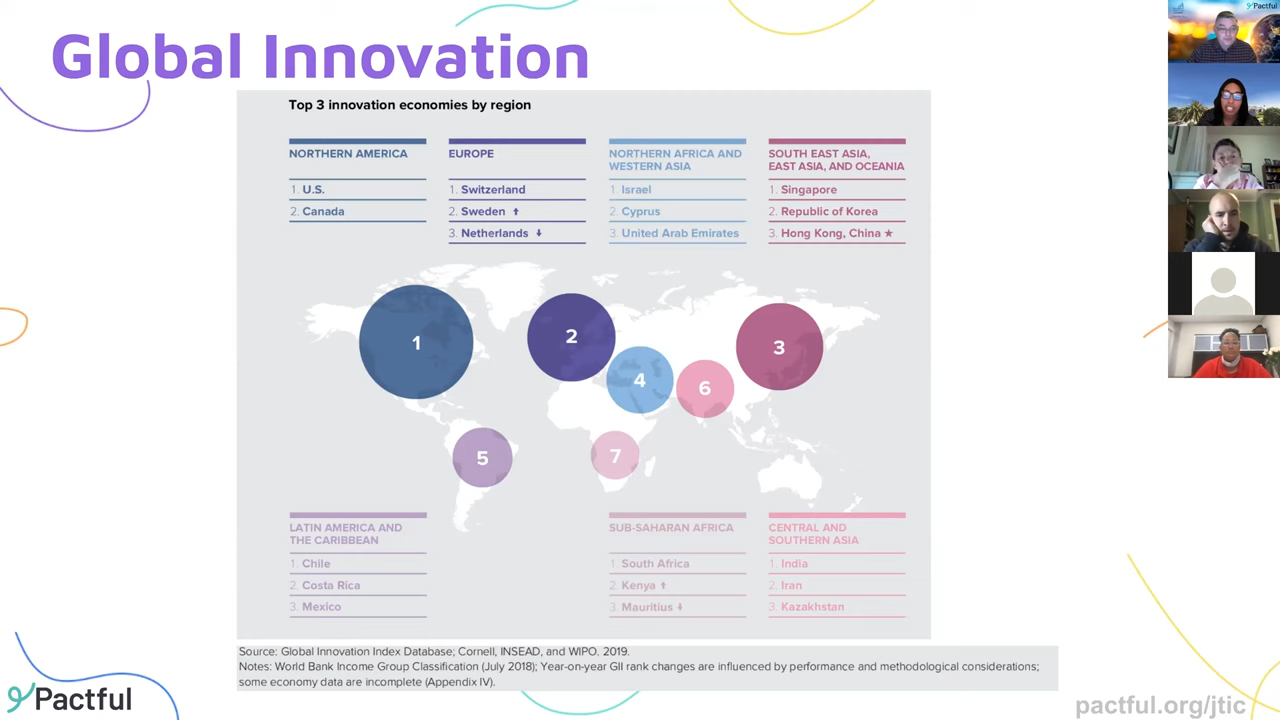 Global Innovation
Top 3 innovation economies by region
NORTHERN AMERICA
1. U.S.
2. Canada
EUROPE
1. Switzerland
2. Sweden ↑
3. Netherlands ↓
NORTHERN AFRICA AND
WESTERN ASIA
1. Israel
2. Cyprus
3. United Arab Emirates
SOUTH EAST ASIA,
EAST ASIA, AND OCEANIA
1. Singapore
2. Republic of Korea
3. Hong Kong, China ★
1
2
3
4
6
5
7
LATIN AMERICA AND
THE CARIBBEAN
1. Chile
2. Costa Rica
3. Mexico
SUB-SAHARAN AFRICA
1. South Africa
2. Kenya ↑
3. Mauritius ↓
CENTRAL AND
SOUTHERN ASIA
1. India
2. Iran
3. Kazakhstan
Source: Global Innovation Index Database; Cornell, INSEAD, and WIPO. 2019.
Notes: World Bank Income Group Classification (July 2018); Year-on-year GII rank changes are influenced by performance and methodological considerations;
some economy data are incomplete (Appendix IV).
Pactful
pactful.org/jtic
Pactful